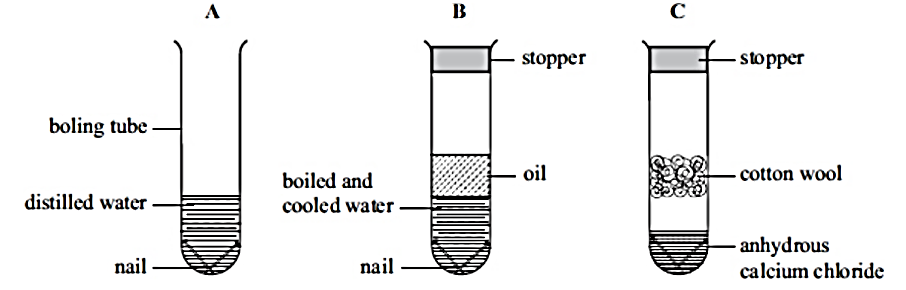 A
boling tube
distilled water
nail
B
stopper
oil
boiled and
cooled water
nail
C
stopper
cotton wool
anhydrous
calcium chloride